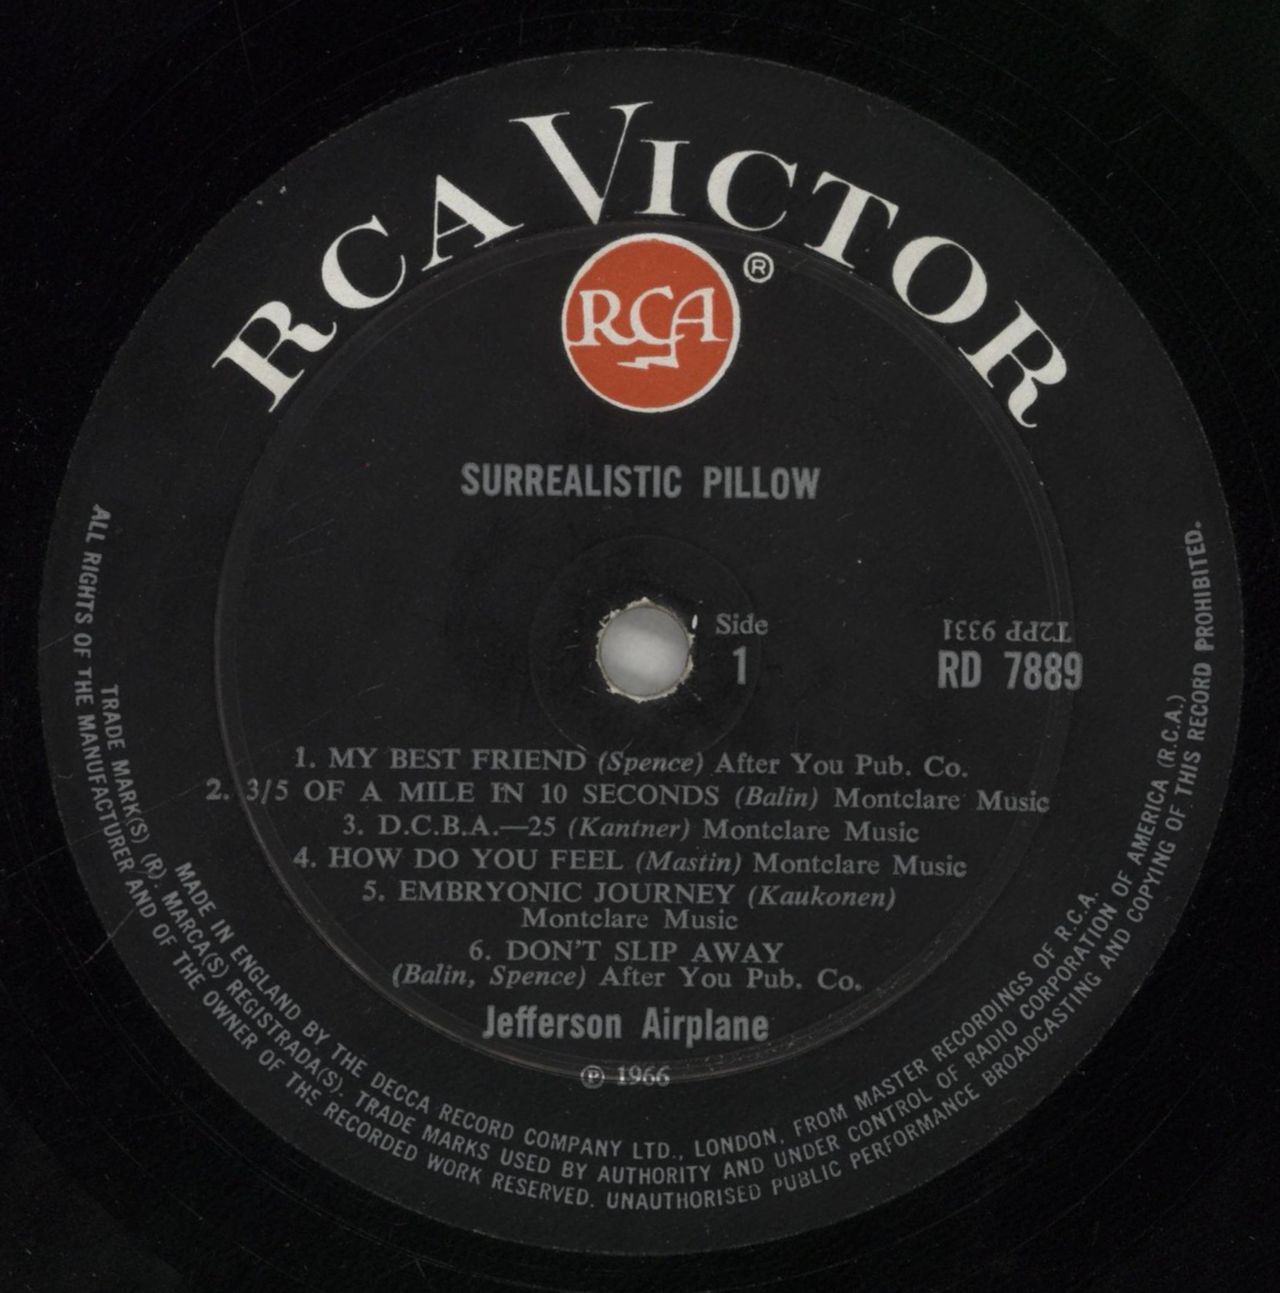 RCA VICTOR
RCA ®
SURREALISTIC PILLOW
Side
1
T2PP 9331
RD 7889
1. MY BEST FRIEND (Spence) After You Pub. Co.
2. 3/5 OF A MILE IN 10 SECONDS (Balin) Montclare Music
3. D.C.B.A.—25 (Kantner) Montclare Music
4. HOW DO YOU FEEL (Mastin) Montclare Music
5. EMBRYONIC JOURNEY (Kaukonen)
Montclare Music
6. DON'T SLIP AWAY
(Balin, Spence) After You Pub. Co.
Jefferson Airplane
℗ 1966
MADE IN ENGLAND BY THE DECCA RECORD COMPANY LTD., LONDON, FROM MASTER RECORDINGS OF R.C.A.
TRADE MARK(S) (R). MARCA(S) REGISTRADA(S). TRADE MARKS USED BY AUTHORITY AND UNDER CONTROL OF RADIO CORPORATION OF AMERICA (R.C.A.)
ALL RIGHTS OF THE MANUFACTURER AND OF THE OWNER OF THE RECORDED WORK RESERVED. UNAUTHORISED PUBLIC PERFORMANCE BROADCASTING AND COPYING OF THIS RECORD PROHIBITED.